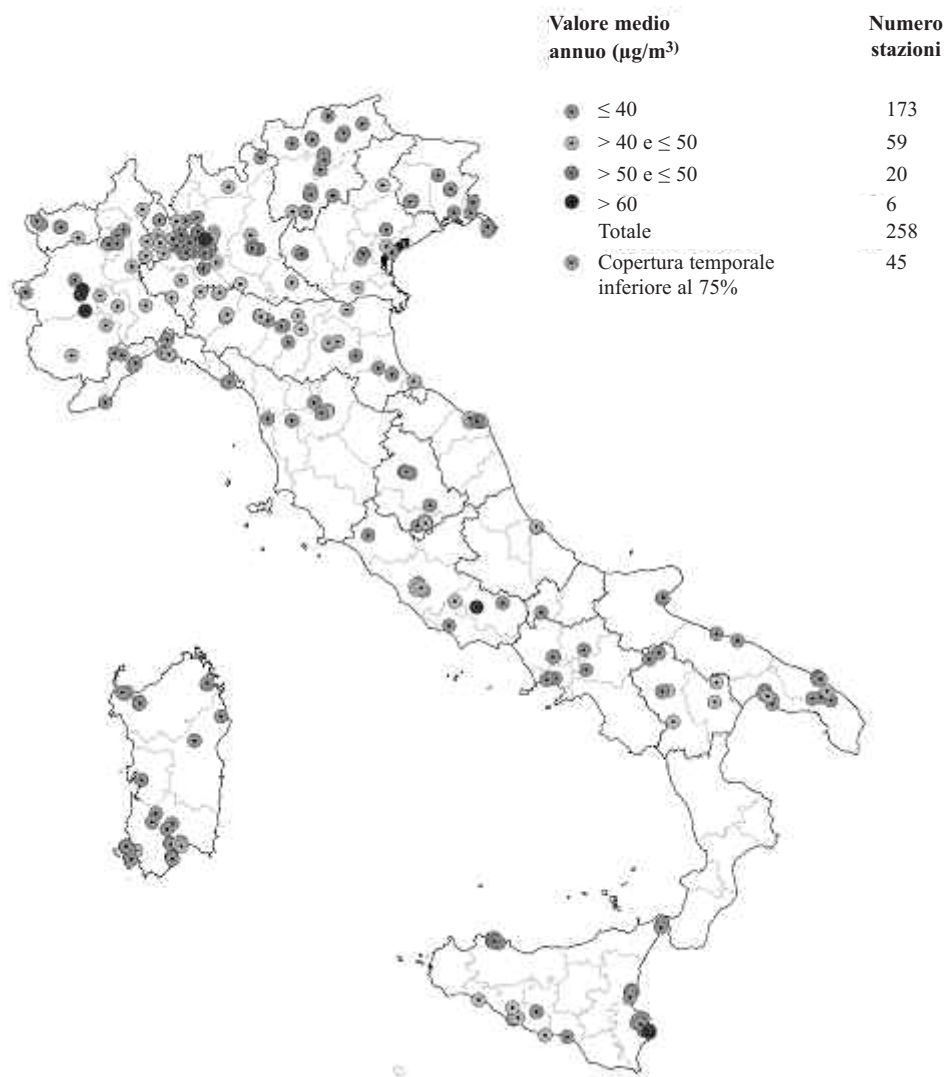 Valore medio Numero
annuo (µg/m³) stazioni
≤ 40 173
> 40 e ≤ 50 59
> 50 e ≤ 50 20
> 60 6
Totale 258
Copertura temporale 45
inferiore al 75%